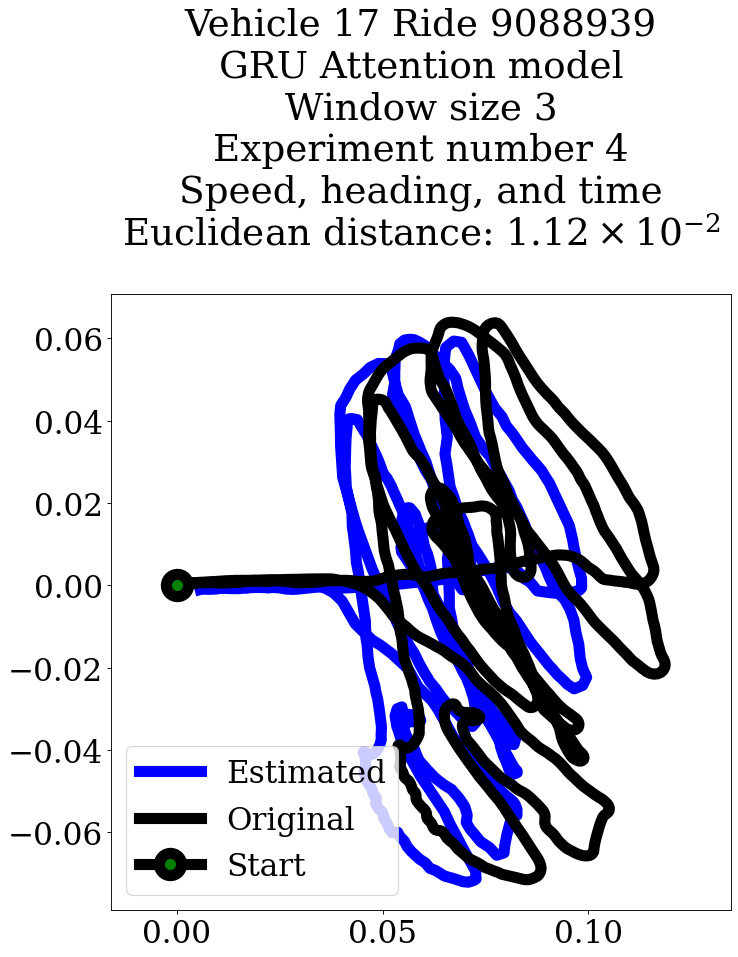 Vehicle 17 Ride 9088939
GRU Attention model
Window size 3
Experiment number 4
Speed, heading, and time
Euclidean distance: 1.12 × 10⁻²
0.06
0.04
0.02
0.00
−0.02
−0.04
−0.06
Estimated
Original
Start
0.00 0.05 0.10